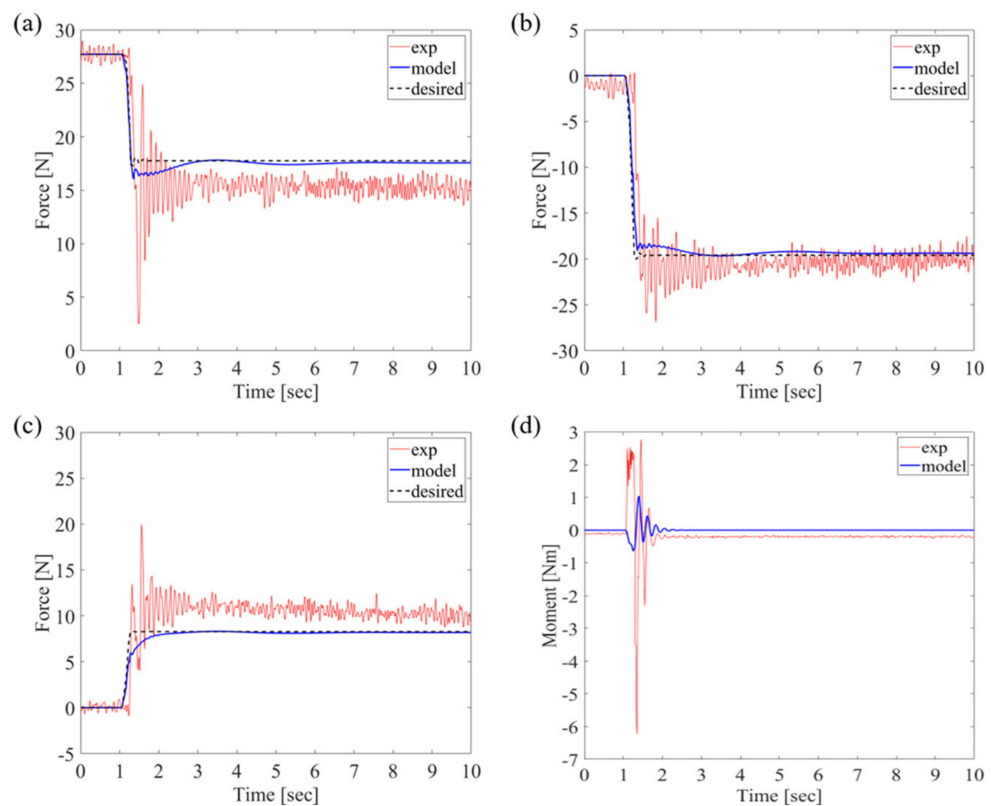 (a)
30
25
20
15
10
5
0
Force [N]
exp
model
desired
0 1 2 3 4 5 6 7 8 9 10
Time [sec]
(b)
0
-5
-10
-15
-20
-25
-30
Force [N]
exp
model
desired
0 1 2 3 4 5 6 7 8 9 10
Time [sec]
(c)
30
25
20
15
10
5
0
-5
Force [N]
exp
model
desired
0 1 2 3 4 5 6 7 8 9 10
Time [sec]
(d)
3
2
1
0
-1
-2
-3
-4
-5
-6
-7
Moment [Nm]
exp
model
0 1 2 3 4 5 6 7 8 9 10
Time [sec]